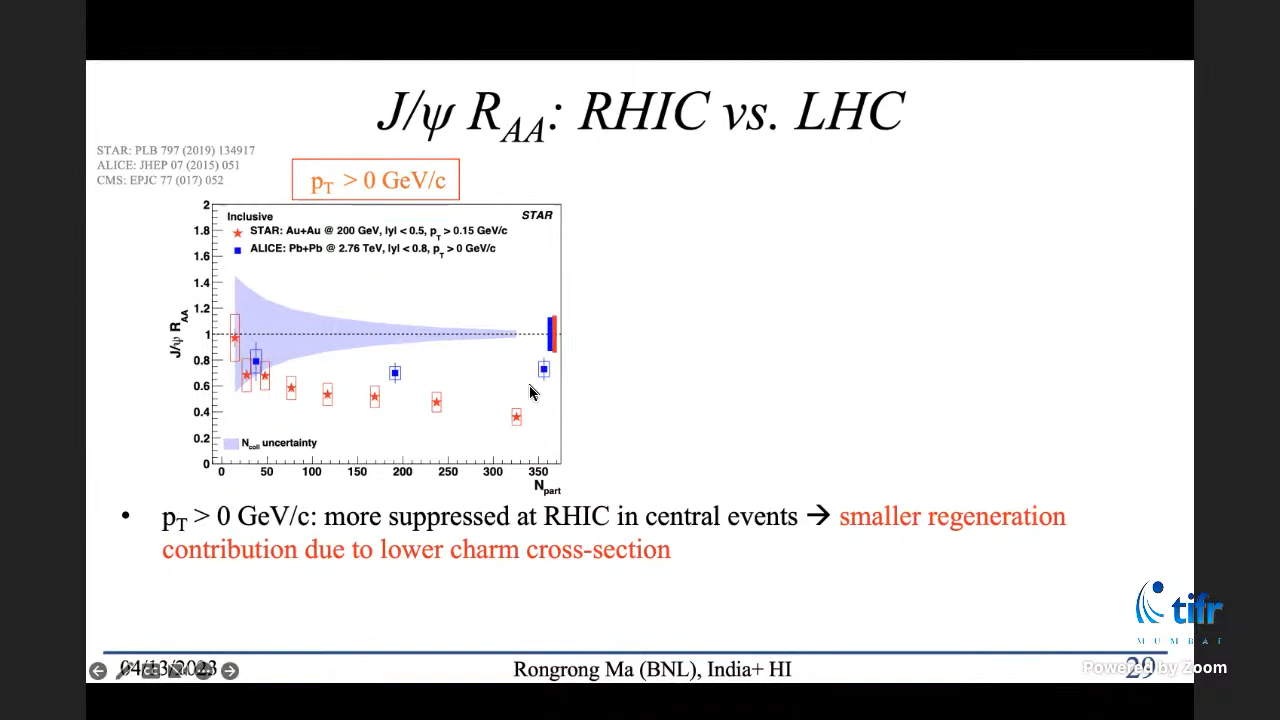 J/ψ R_AA: RHIC vs. LHC
STAR: PLB 797 (2019) 134917
ALICE: JHEP 07 (2015) 051
CMS: EPJC 77 (017) 052
p_T > 0 GeV/c
Inclusive
STAR
STAR: Au+Au @ 200 GeV, |y| < 0.5, p_T > 0.15 GeV/c
ALICE: Pb+Pb @ 2.76 TeV, |y| < 0.8, p_T > 0 GeV/c
J/ψ R_AA
2
1.8
1.6
1.4
1.2
1
0.8
0.6
0.4
0.2
0
N_coll uncertainty
0 50 100 150 200 250 300 350
N_part
• p_T > 0 GeV/c: more suppressed at RHIC in central events → smaller regeneration
contribution due to lower charm cross-section
tifr
MUMBAI
04/13/2023
Rongrong Ma (BNL), India+ HI
29
Powered by Zoom